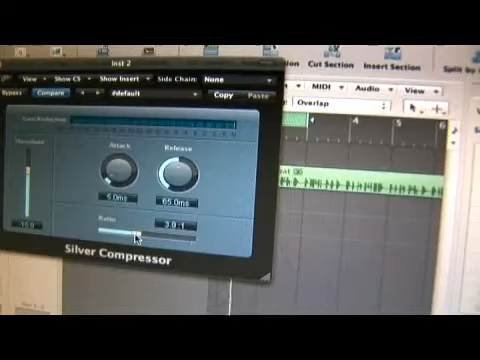 Inst 2
View Show CS Show Insert Side Chain: None
Bypass Compare #default Copy Paste
Gain Reduction
Threshold
Attack Release
5.0ms 65.0ms
Ratio 3.9:1
Silver Compressor
Cut Section Insert Section Split by
MIDI Audio View
Overlap
4 5 6